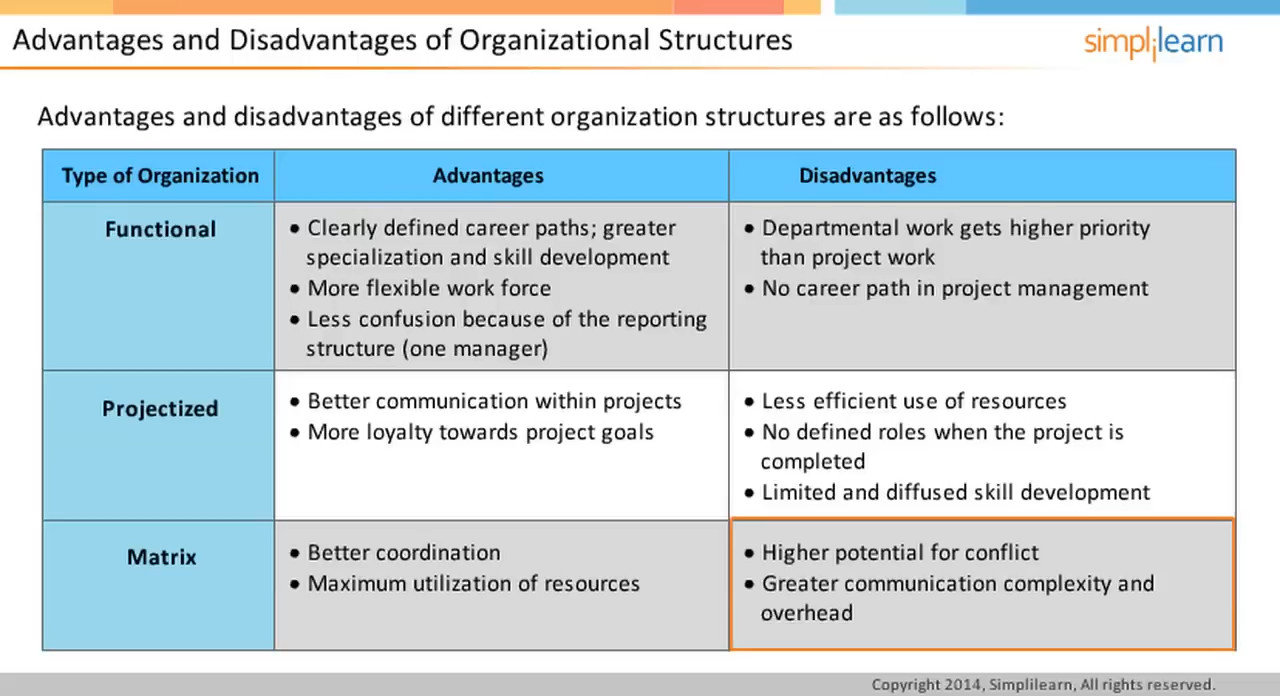 Advantages and Disadvantages of Organizational Structures
simplilearn
Advantages and disadvantages of different organization structures are as follows:
Type of Organization
Advantages
Disadvantages
Functional
• Clearly defined career paths; greater
specialization and skill development
• More flexible work force
• Less confusion because of the reporting
structure (one manager)
• Departmental work gets higher priority
than project work
• No career path in project management
Projectized
• Better communication within projects
• More loyalty towards project goals
• Less efficient use of resources
• No defined roles when the project is
completed
• Limited and diffused skill development
Matrix
• Better coordination
• Maximum utilization of resources
• Higher potential for conflict
• Greater communication complexity and
overhead
Copyright 2014, Simplilearn, All rights reserved.